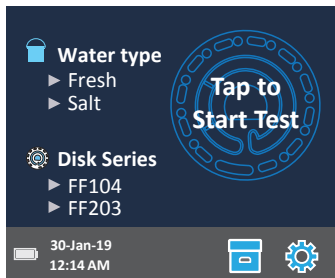 Water type
Fresh
Salt
Tap to
Start Test
Disk Series
FF104
FF203
30-Jan-19
12:14 AM